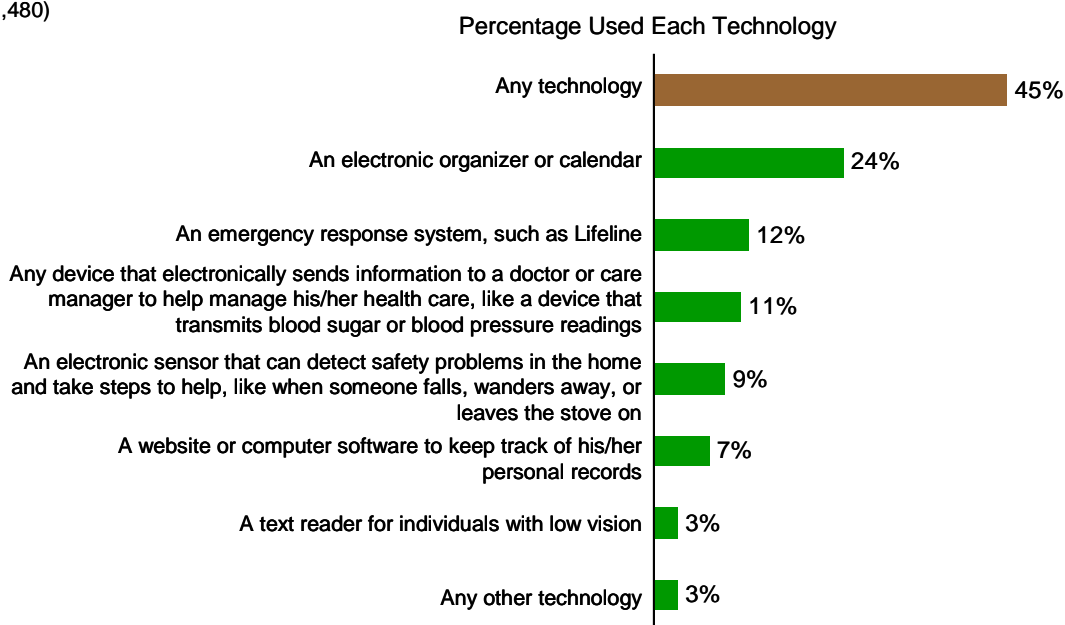 ,480)
Percentage Used Each Technology
Any technology
45%
An electronic organizer or calendar
24%
An emergency response system, such as Lifeline
12%
Any device that electronically sends information to a doctor or care
manager to help manage his/her health care, like a device that
transmits blood sugar or blood pressure readings
11%
An electronic sensor that can detect safety problems in the home
and take steps to help, like when someone falls, wanders away, or
leaves the stove on
9%
A website or computer software to keep track of his/her
personal records
7%
A text reader for individuals with low vision
3%
Any other technology
3%